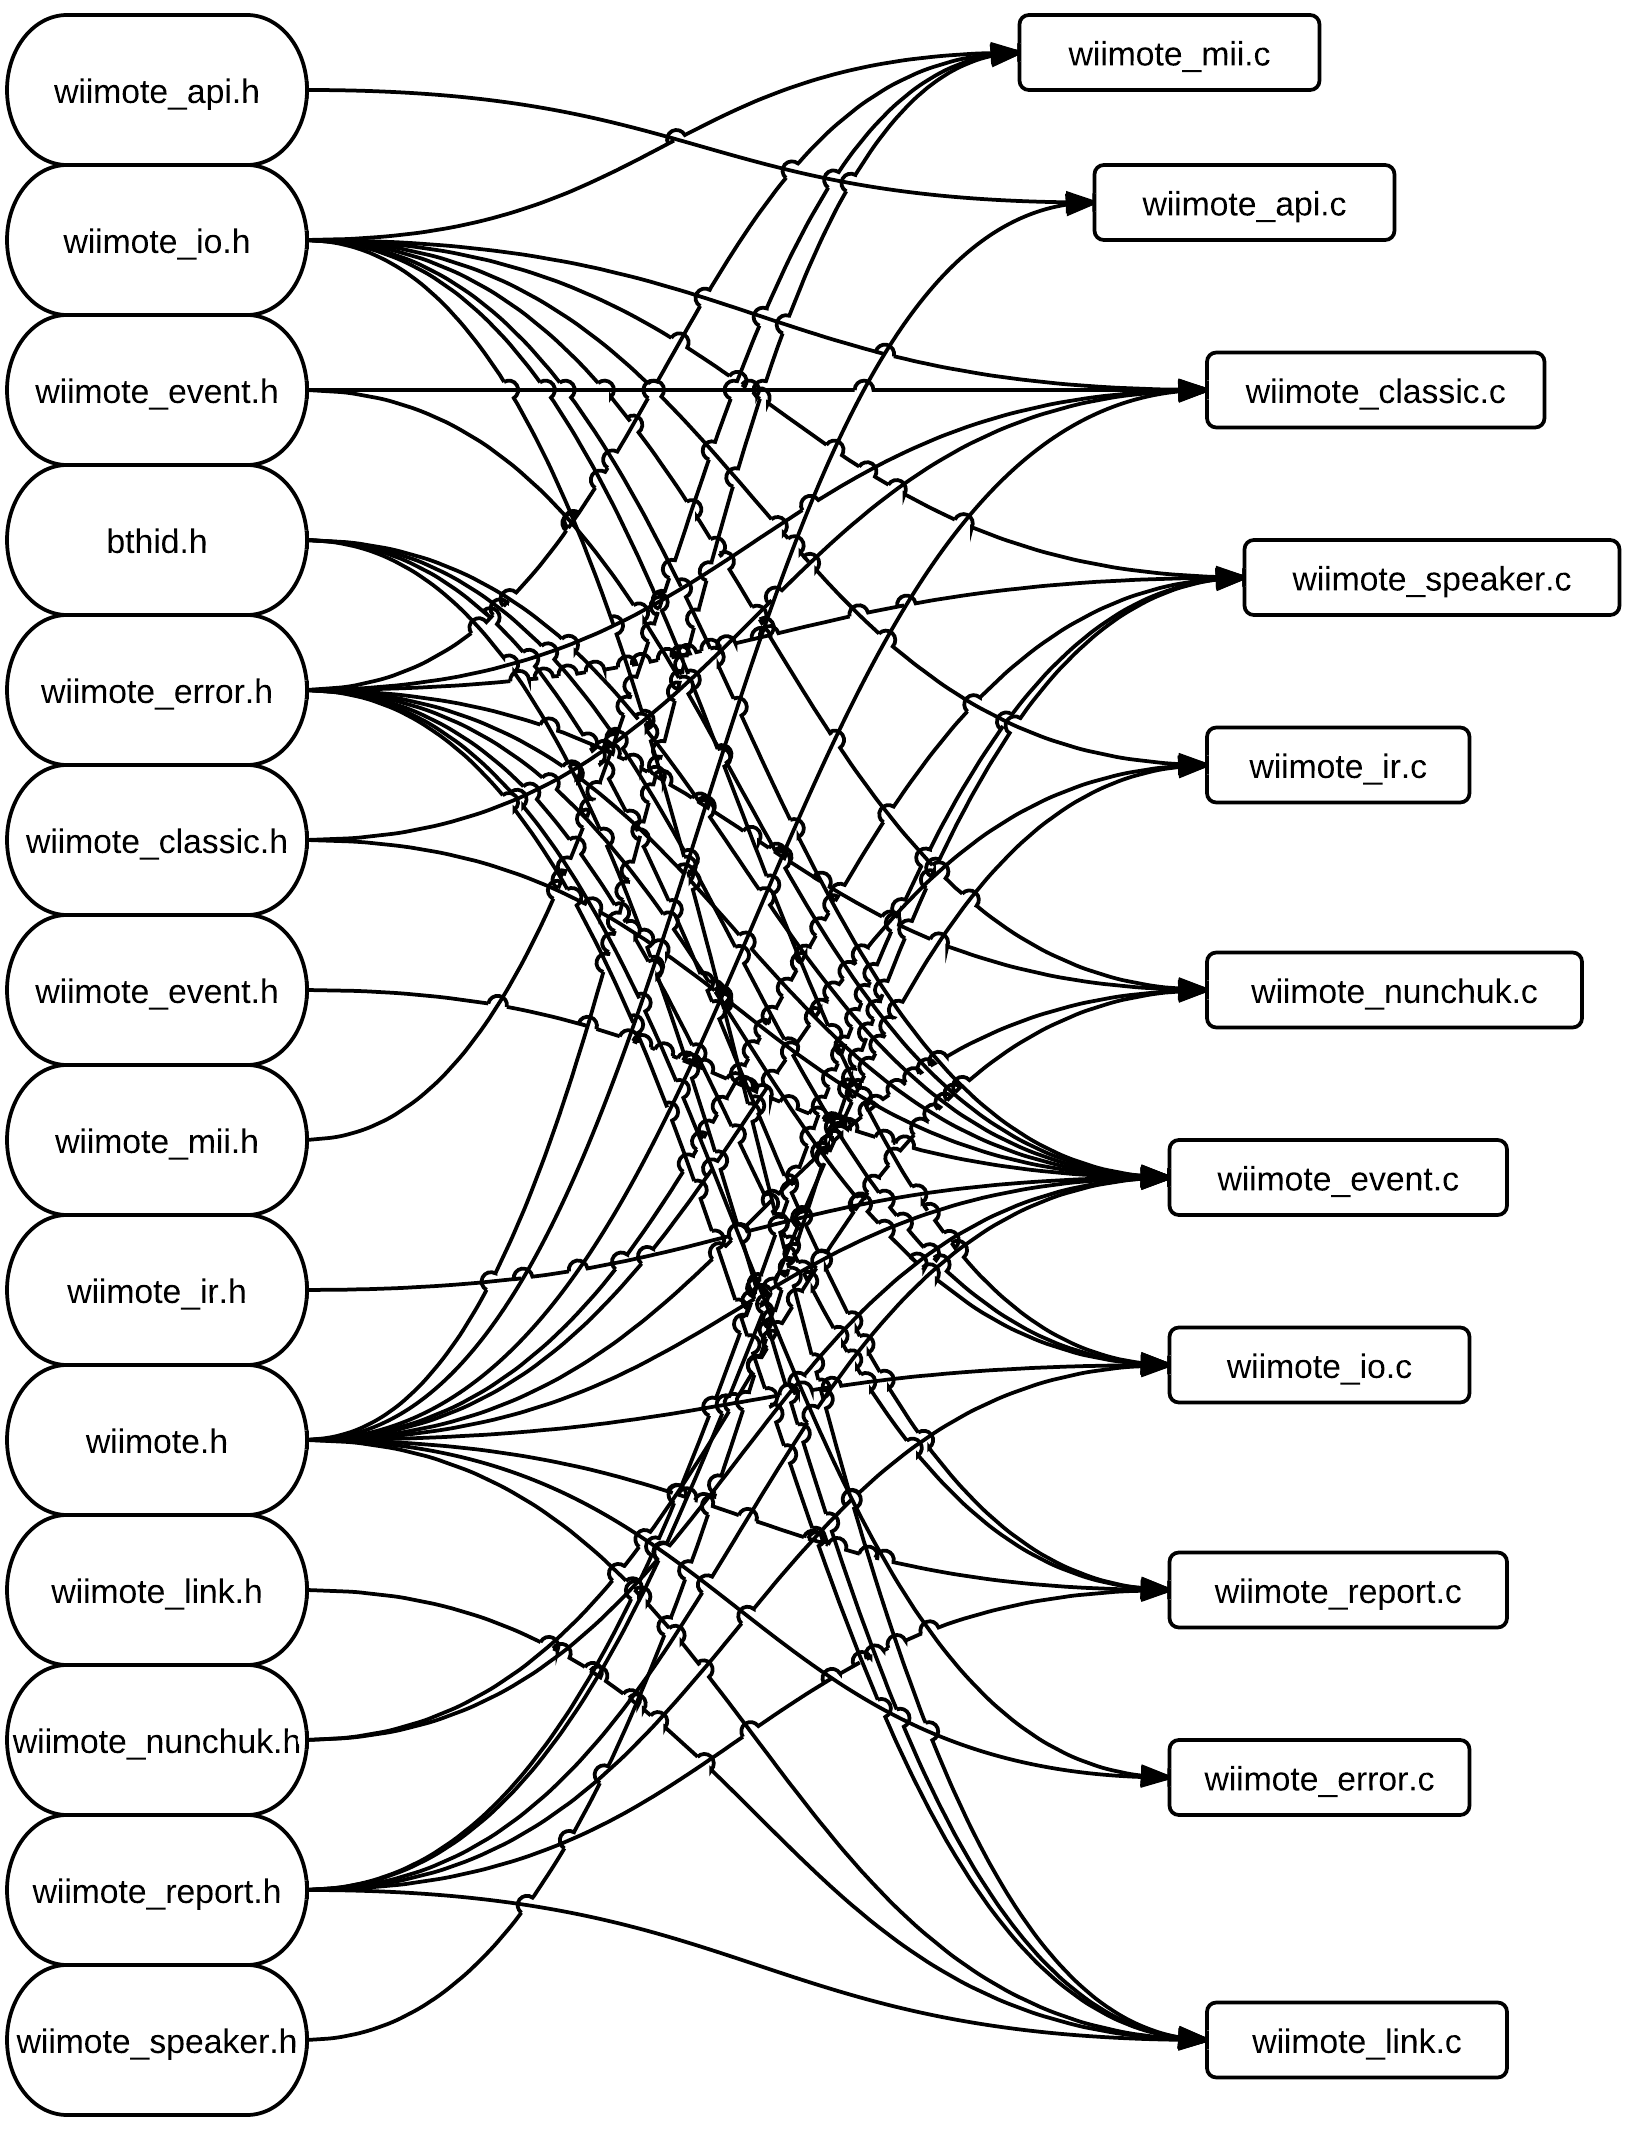 wiimote_api.h
wiimote_io.h
wiimote_event.h
bthid.h
wiimote_error.h
wiimote_classic.h
wiimote_event.h
wiimote_mii.h
wiimote_ir.h
wiimote.h
wiimote_link.h
wiimote_nunchuk.h
wiimote_report.h
wiimote_speaker.h
wiimote_mii.c
wiimote_api.c
wiimote_classic.c
wiimote_speaker.c
wiimote_ir.c
wiimote_nunchuk.c
wiimote_event.c
wiimote_io.c
wiimote_report.c
wiimote_error.c
wiimote_link.c